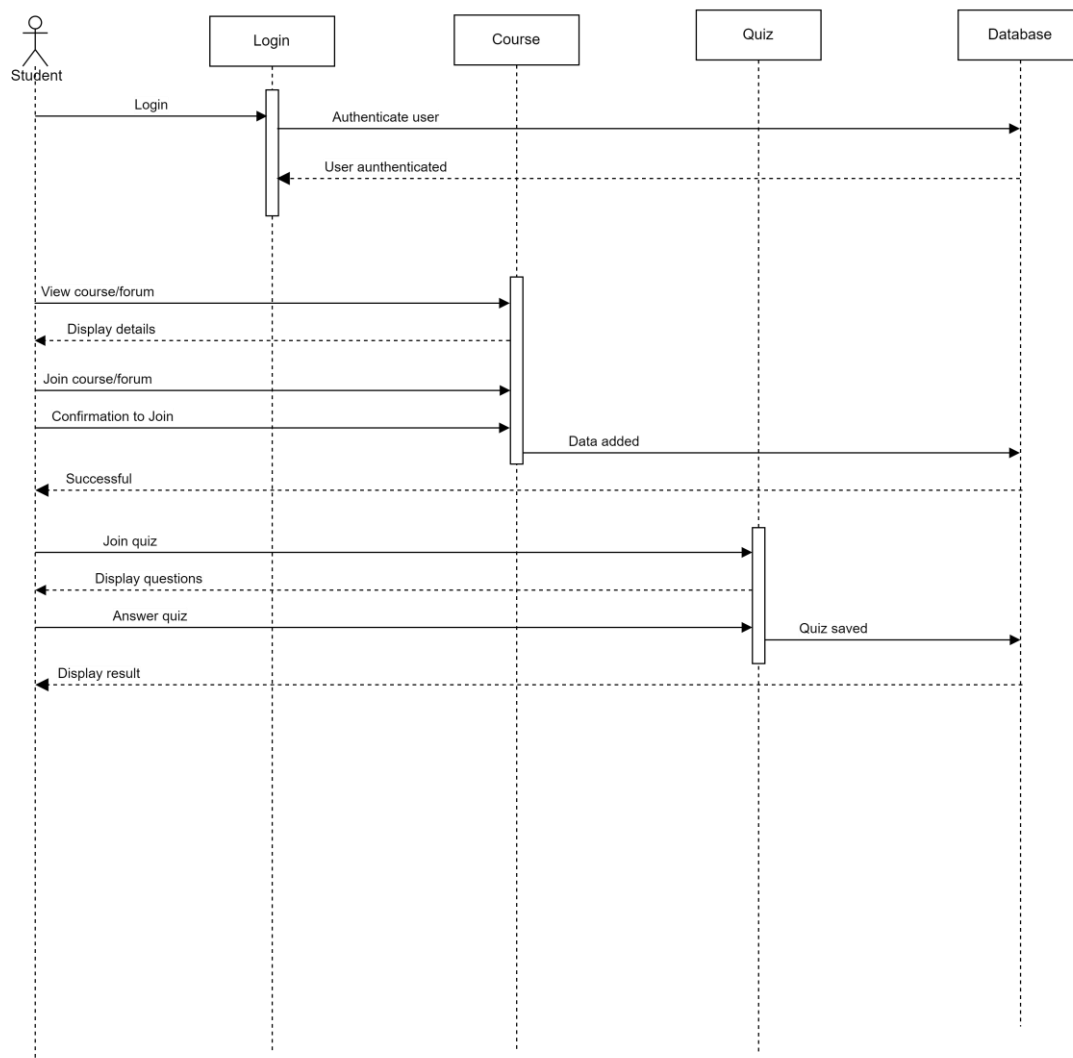 Student
Login
Course
Quiz
Database
Login
Authenticate user
User aunthenticated
View course/forum
Display details
Join course/forum
Confirmation to Join
Data added
Successful
Join quiz
Display questions
Answer quiz
Quiz saved
Display result